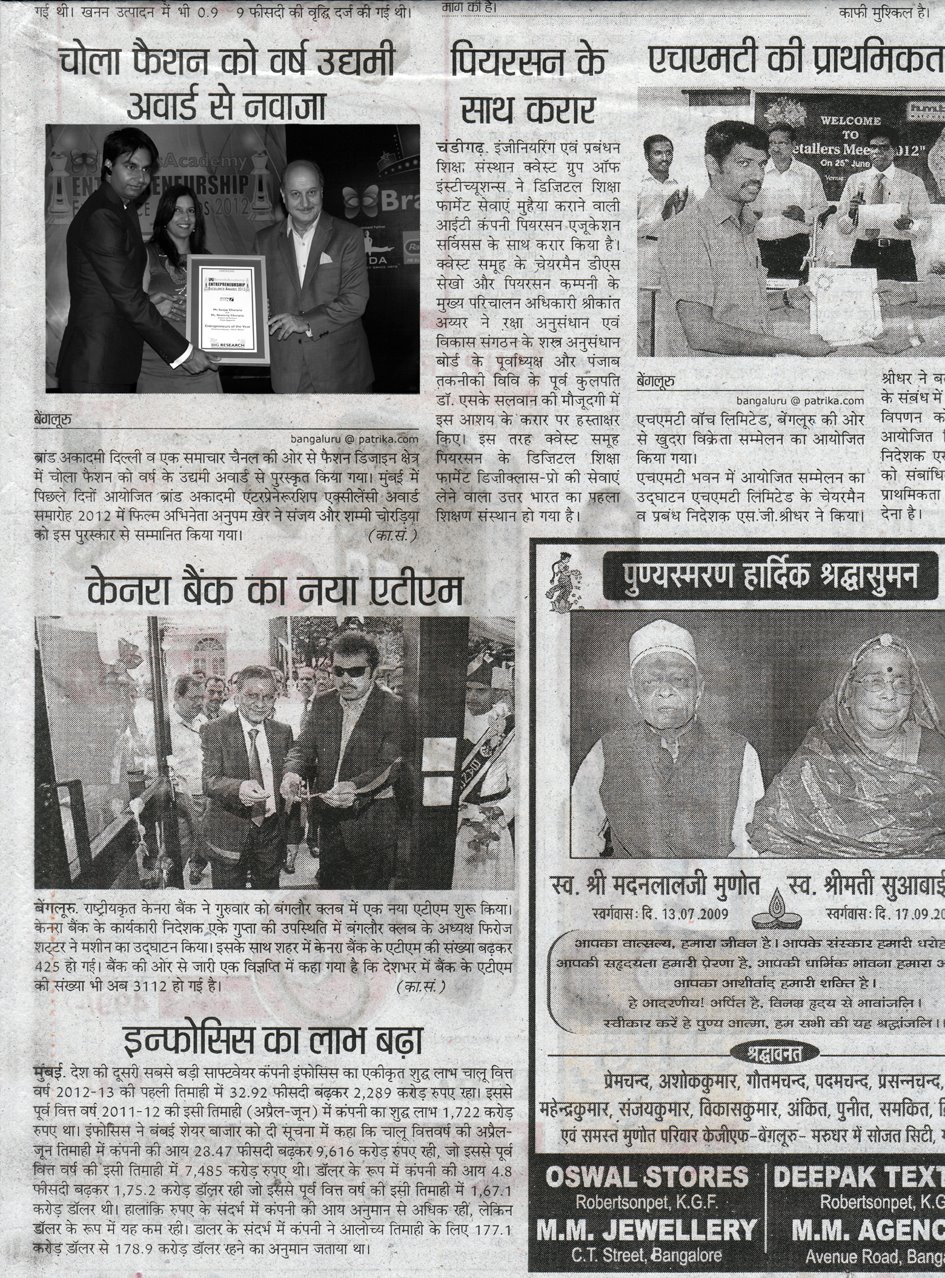 गई थी। खनन उत्पादन में भी 0.9
9 फीसदी की वृद्धि दर्ज की गई थी।
मांग की है।
काफी मुश्किल है।
चोला फैशन को वर्ष उद्यमी
अवार्ड से नवाजा
Academy
ENTREPRENEURSHIP
2012
Bra
ENTREPRENEURSHIP
EXCELLENCE AWARDS 2012
Entrepreneurs of the Year
BIG RESEARCH
बेंगलूरु
bangaluru @ patrika.com
ब्रांड अकादमी दिल्ली व एक समाचार चैनल की ओर से फैशन डिजाइन क्षेत्र
में चोला फैशन को वर्ष के उद्यमी अवार्ड से पुरस्कृत किया गया। मुंबई में
पिछले दिनों आयोजित ब्रांड अकादमी एंटरप्रेनेरूशिप एक्सीलेंसी अवार्ड
समारोह 2012 में फिल्म अभिनेता अनुपम खेर ने संजय और शम्मी चोरड़िया
को इस पुरस्कार से सम्मानित किया गया।
(का.सं.)
पियरसन के
साथ करार
चंडीगढ़. इंजीनियरिंग एवं प्रबंधन
शिक्षा संस्थान क्वेस्ट ग्रुप ऑफ
इंस्टीच्यूशन्स ने डिजिटल शिक्षा
फार्मेट सेवाएं मुहैया कराने वाली
आईटी कंपनी पियरसन एजूकेशन
सर्विसस के साथ करार किया है।
क्वेस्ट समूह के चेयरमैन डीएस
सेखो और पियरसन कम्पनी के
मुख्य परिचालन अधिकारी श्रीकांत
अय्यर ने रक्षा अनुसंधान एवं
विकास संगठन के शस्त्र अनुसंधान
बोर्ड के पूर्वाध्यक्ष और पंजाब
तकनीकी विवि के पूर्व कुलपति
डॉ. एसके सलवान की मौजूदगी में
इस आशय के करार पर हस्ताक्षर
किए। इस तरह क्वेस्ट समूह
पियरसन के डिजिटल शिक्षा
फार्मेट डिजीक्लास-प्रो की सेवाएं
लेने वाला उत्तर भारत का पहला
शिक्षण संस्थान हो गया है।
एचएमटी की प्राथमिकत
WELCOME
TO
etallers Meet 2012"
On 25th June
बेंगलूरु
bangaluru @ patrika.com
एचएमटी वॉच लिमिटेड, बेंगलूरु की ओर
से खुदरा विक्रेता सम्मेलन का आयोजित
किया गया।
एचएमटी भवन में आयोजित सम्मेलन का
उद्घाटन एचएमटी लिमिटेड के चेयरमैन
व प्रबंध निदेशक एस.जी.श्रीधर ने किया।
श्रीधर ने
के संबंध में
विपणन को
आयोजित
निदेशक
को संबोधि
प्राथमिकता
देना है।
केनरा बैंक का नया एटीएम
बेंगलूरु. राष्ट्रीयकृत केनरा बैंक ने गुरुवार को बंगलौर क्लब में एक नया एटीएम शुरू किया।
केनरा बैंक के कार्यकारी निदेशक एके गुप्ता की उपस्थिति में बंगलौर क्लब के अध्यक्ष फिरोज
शट्टर ने मशीन का उद्घाटन किया। इसके साथ शहर में केनरा बैंक के एटीएम की संख्या बढ़कर
425 हो गई। बैंक की ओर से जारी एक विज्ञप्ति में कहा गया है कि देशभर में बैंक के एटीएम
की संख्या भी अब 3112 हो गई है।
(का.सं.)
इन्फोसिस का लाभ बढ़ा
मुंबई. देश की दूसरी सबसे बड़ी साफ्टवेयर कंपनी इंफोसिस का एकीकृत शुद्ध लाभ चालू वित्त
वर्ष 2012-13 की पहली तिमाही में 32.92 फीसदी बढ़कर 2,289 करोड़ रुपए रहा। इससे
पूर्व वित्त वर्ष 2011-12 की इसी तिमाही (अप्रैल-जून) में कंपनी का शुद्ध लाभ 1,722 करोड़
रुपए था। इंफोसिस ने बंबई शेयर बाजार को दी सूचना में कहा कि चालू वित्तवर्ष की अप्रैल-
जून तिमाही में कंपनी की आय 28.47 फीसदी बढ़कर 9,616 करोड़ रुपए रही, जो इससे पूर्व
वित्त वर्ष की इसी तिमाही में 7,485 करोड़ रुपए थी। डॉलर के रूप में कंपनी की आय 4.8
फीसदी बढ़कर 1,75.2 करोड़ डॉलर रही जो इससे पूर्व वित्त वर्ष की इसी तिमाही में 1,67.1
करोड़ डॉलर थी। हालांकि रुपए के संदर्भ में कंपनी की आय अनुमान से अधिक रही, लेकिन
डॉलर के रूप में यह कम रही। डालर के संदर्भ में कंपनी ने आलोच्य तिमाही के लिए 177.1
करोड़ डॉलर से 178.9 करोड़ डॉलर रहने का अनुमान जताया था।
पुण्यस्मरण हार्दिक श्रद्धासुमन
स्व. श्री मदनलालजी मुणोत
स्वर्गवास: दि. 13.07.2009
स्व. श्रीमती सुआबाई
स्वर्गवास: दि. 17.09.20
आपका वात्सल्य, हमारा जीवन है। आपके संस्कार हमारी धरोह
आपकी सहृदयता हमारी प्रेरणा है, आपकी धार्मिक भावना हमारा
आपका आशीर्वाद हमारी शक्ति है।
हे आदरणीय! अर्पित है, विनम्र हृदय से भावांजलि।
स्वीकार करें हे पुण्य आत्मा, हम सभी की यह श्रद्धांजलि।।
श्रद्धावनत
प्रेमचन्द, अशोककुमार, गौतमचन्द, पदमचन्द, प्रसन्नचन्द,
महेन्द्रकुमार, संजयकुमार, विकासकुमार, अंकित, पुनीत, समकित,
एवं समस्त मुणोत परिवार केजीएफ-बेंगलूरु- मरुधर में सोजत सिटी,
OSWAL STORES
Robertsonpet, K.G.F.
M.M. JEWELLERY
C.T. Street, Bangalore
DEEPAK TEXT
Robertsonpet, K.G
M.M. AGENC
Avenue Road, Banga